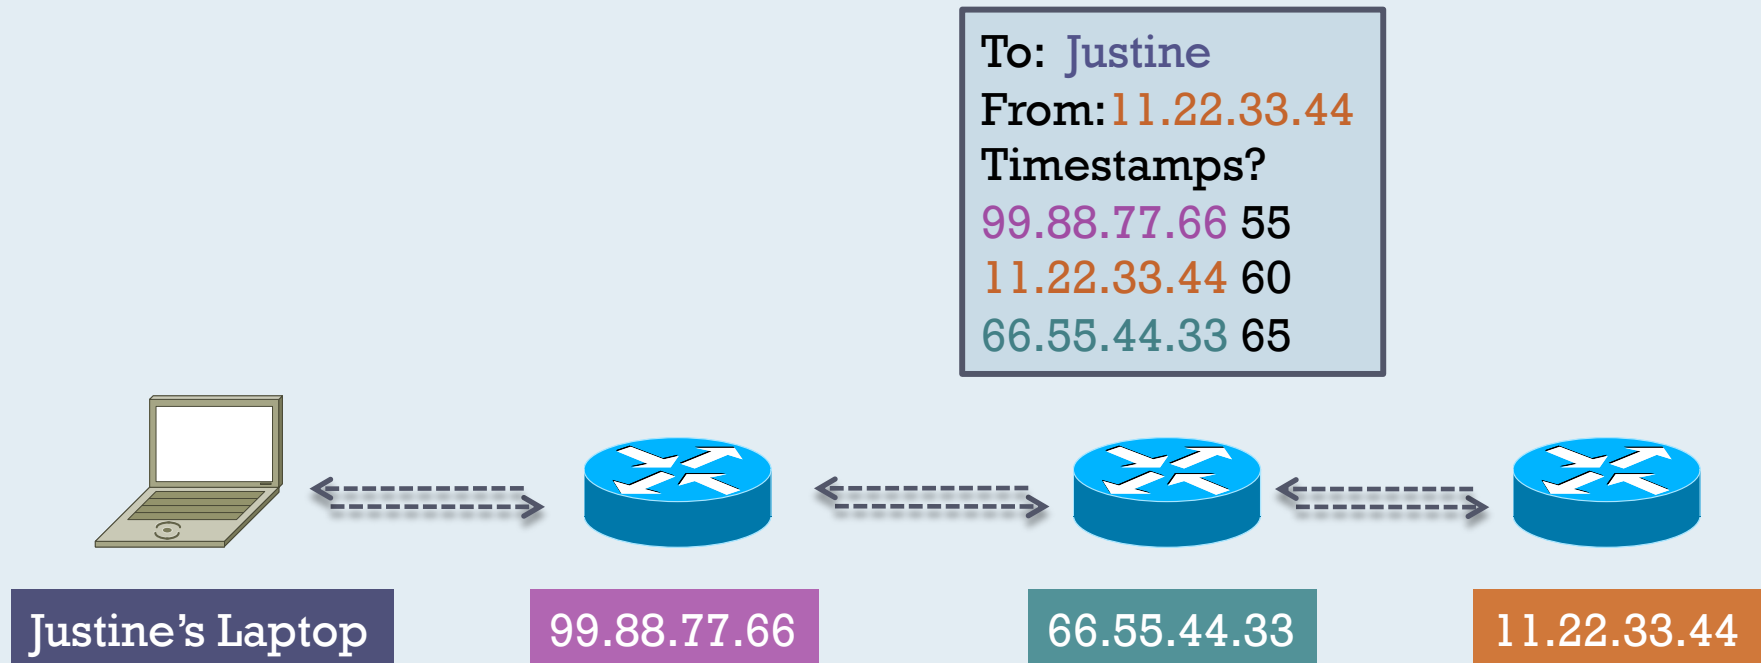 To: Justine
From:11.22.33.44
Timestamps?
99.88.77.66 55
11.22.33.44 60
66.55.44.33 65
Justine's Laptop
99.88.77.66
66.55.44.33
11.22.33.44